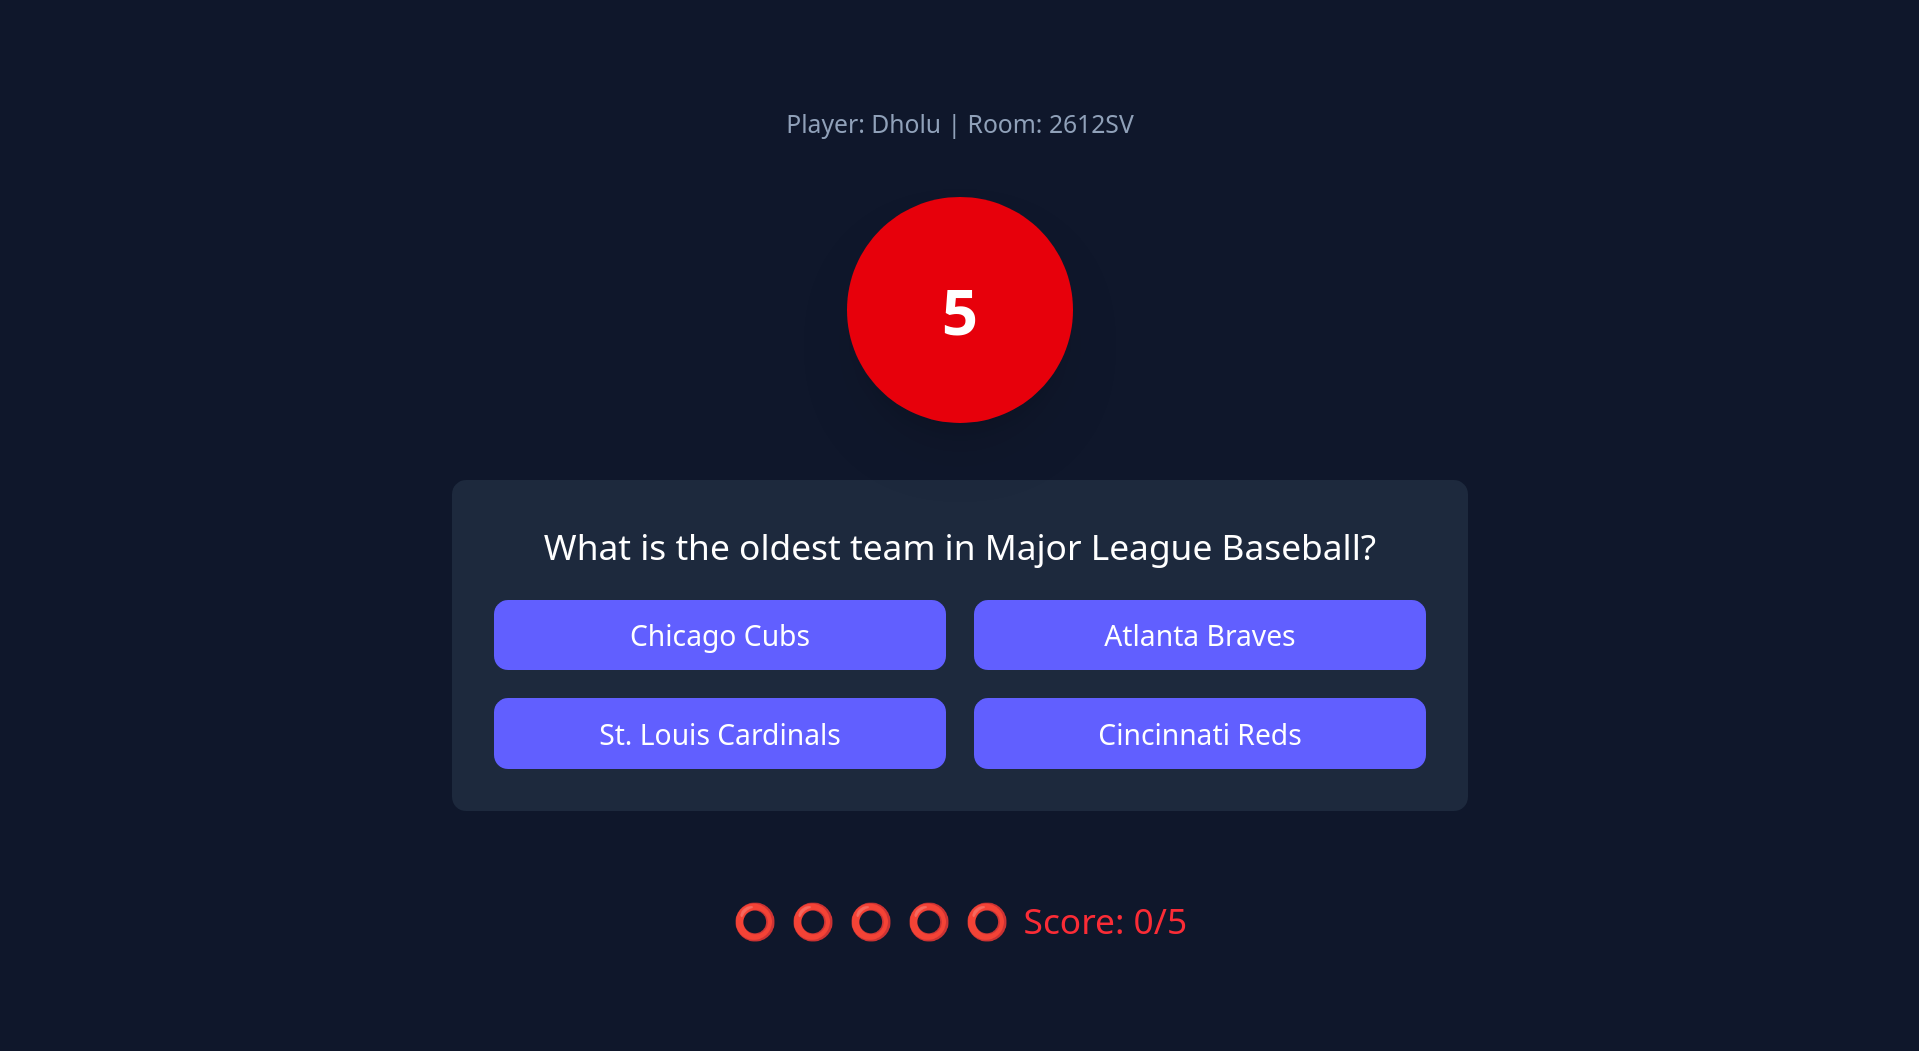 Player: Dholu | Room: 2612SV
5
What is the oldest team in Major League Baseball?
Chicago Cubs
Atlanta Braves
St. Louis Cardinals
Cincinnati Reds
⭕ ⭕ ⭕ ⭕ ⭕ Score: 0/5